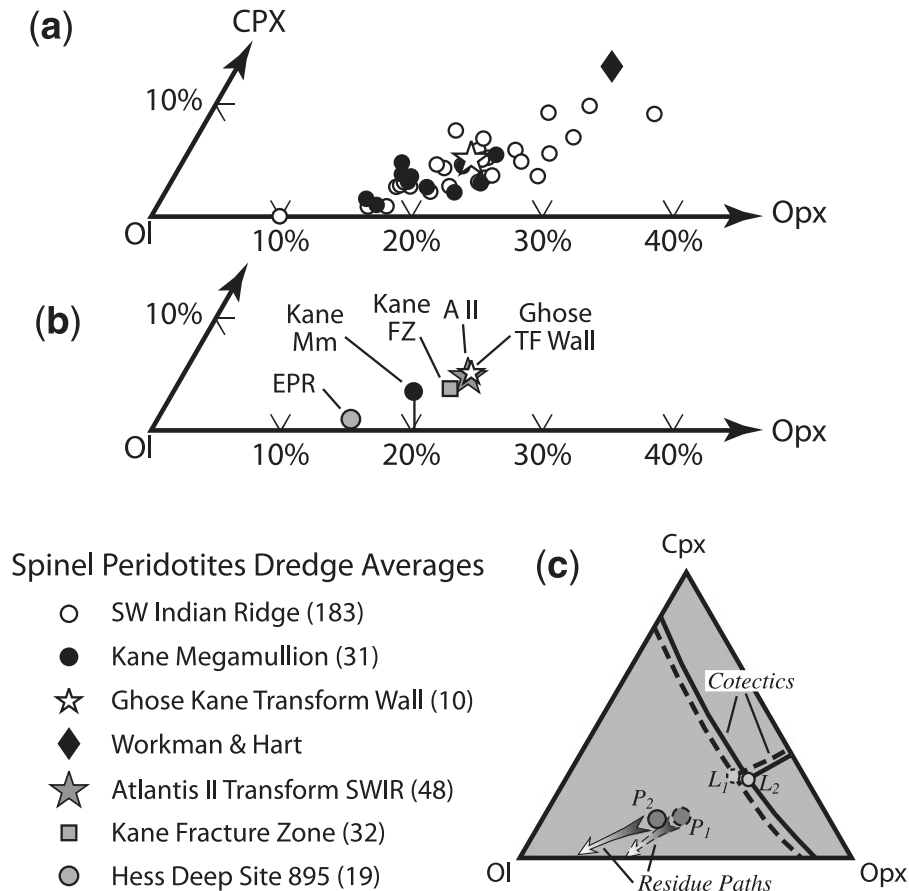 (a)
CPX
10%
Ol
10%
20%
30%
40%
Opx
(b)
10%
EPR
Kane
Mm
Kane
FZ
A II
Ghose
TF Wall
Ol
10%
20%
30%
40%
Opx
Spinel Peridotites Dredge Averages
SW Indian Ridge (183)
Kane Megamullion (31)
Ghose Kane Transform Wall (10)
Workman & Hart
Atlantis II Transform SWIR (48)
Kane Fracture Zone (32)
Hess Deep Site 895 (19)
(c)
Cpx
Cotectics
L1
L2
P2
P1
Ol
Residue Paths
Opx